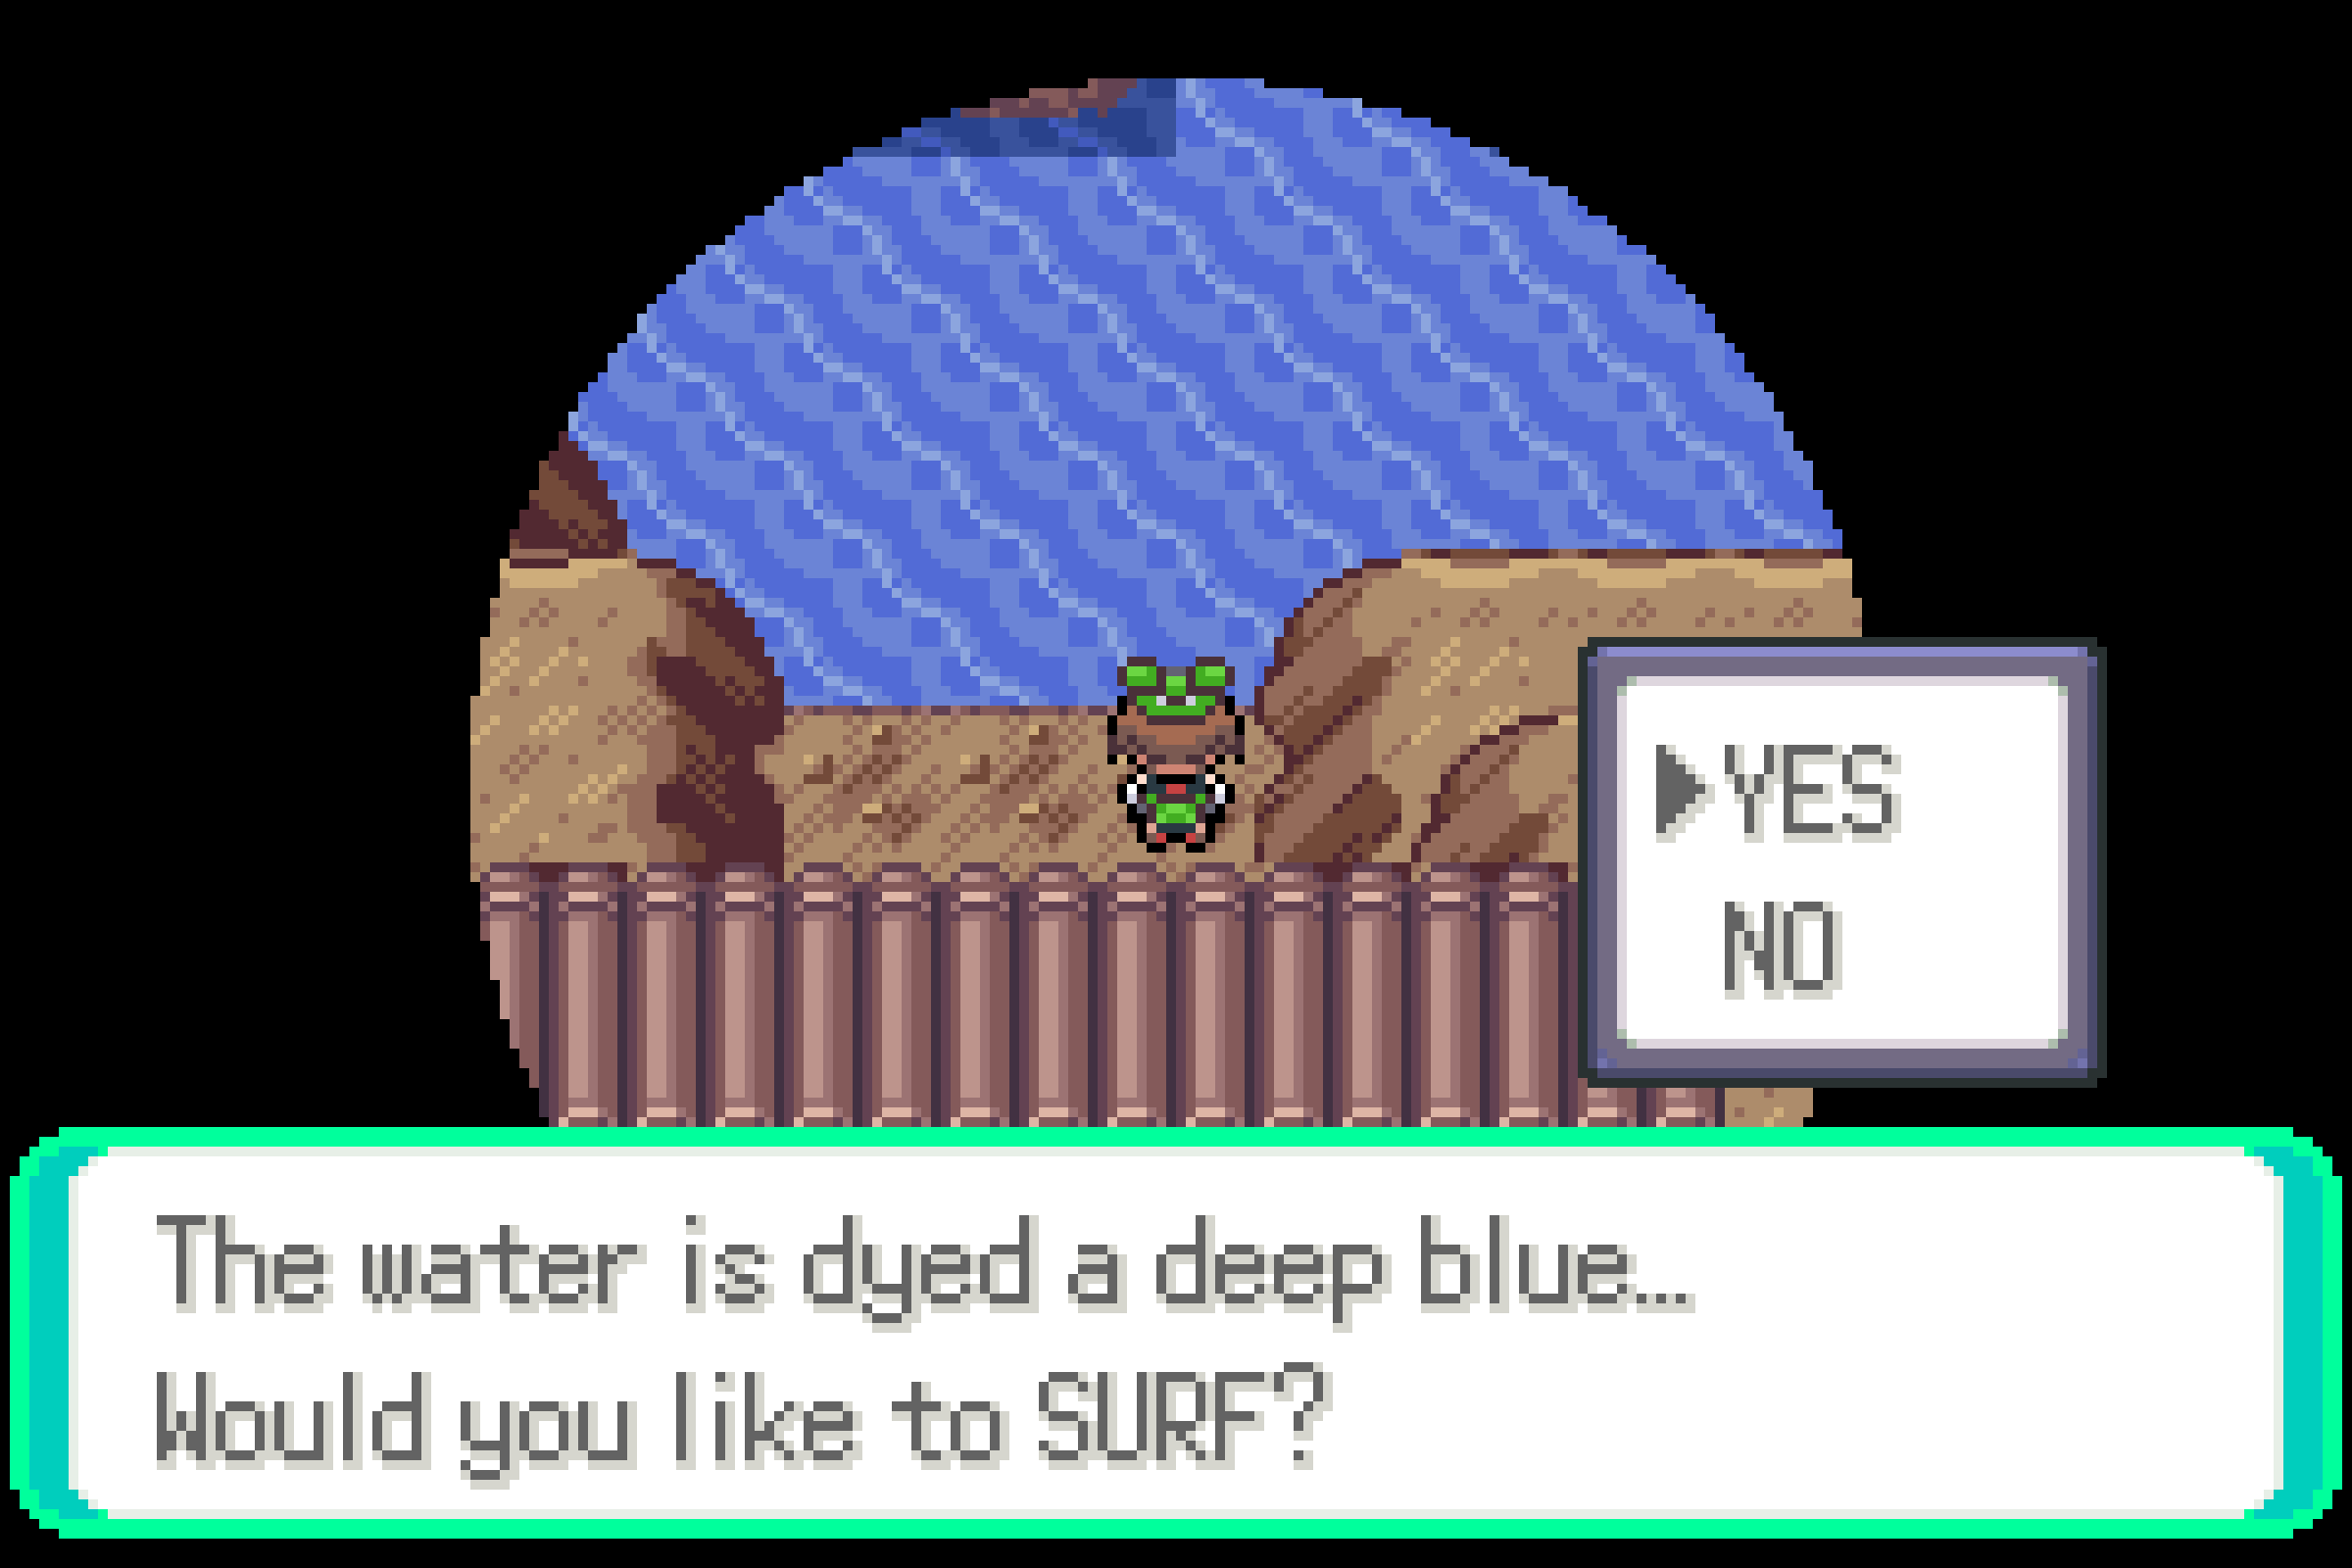 YES
NO
The water is dyed a deep blue…
Would you like to SURF?